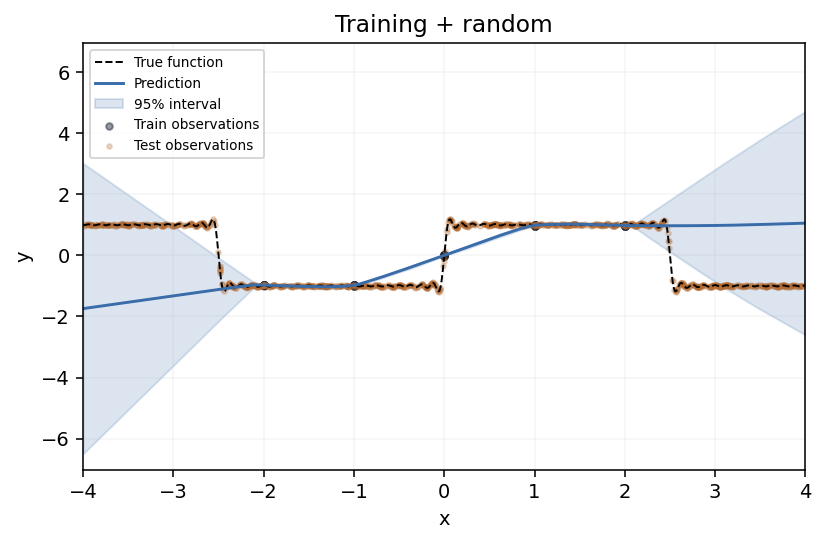 Training + random
True function
Prediction
95% interval
Train observations
Test observations
6
4
2
0
−2
−4
−6
y
−4
−3
−2
−1
0
1
2
3
4
x